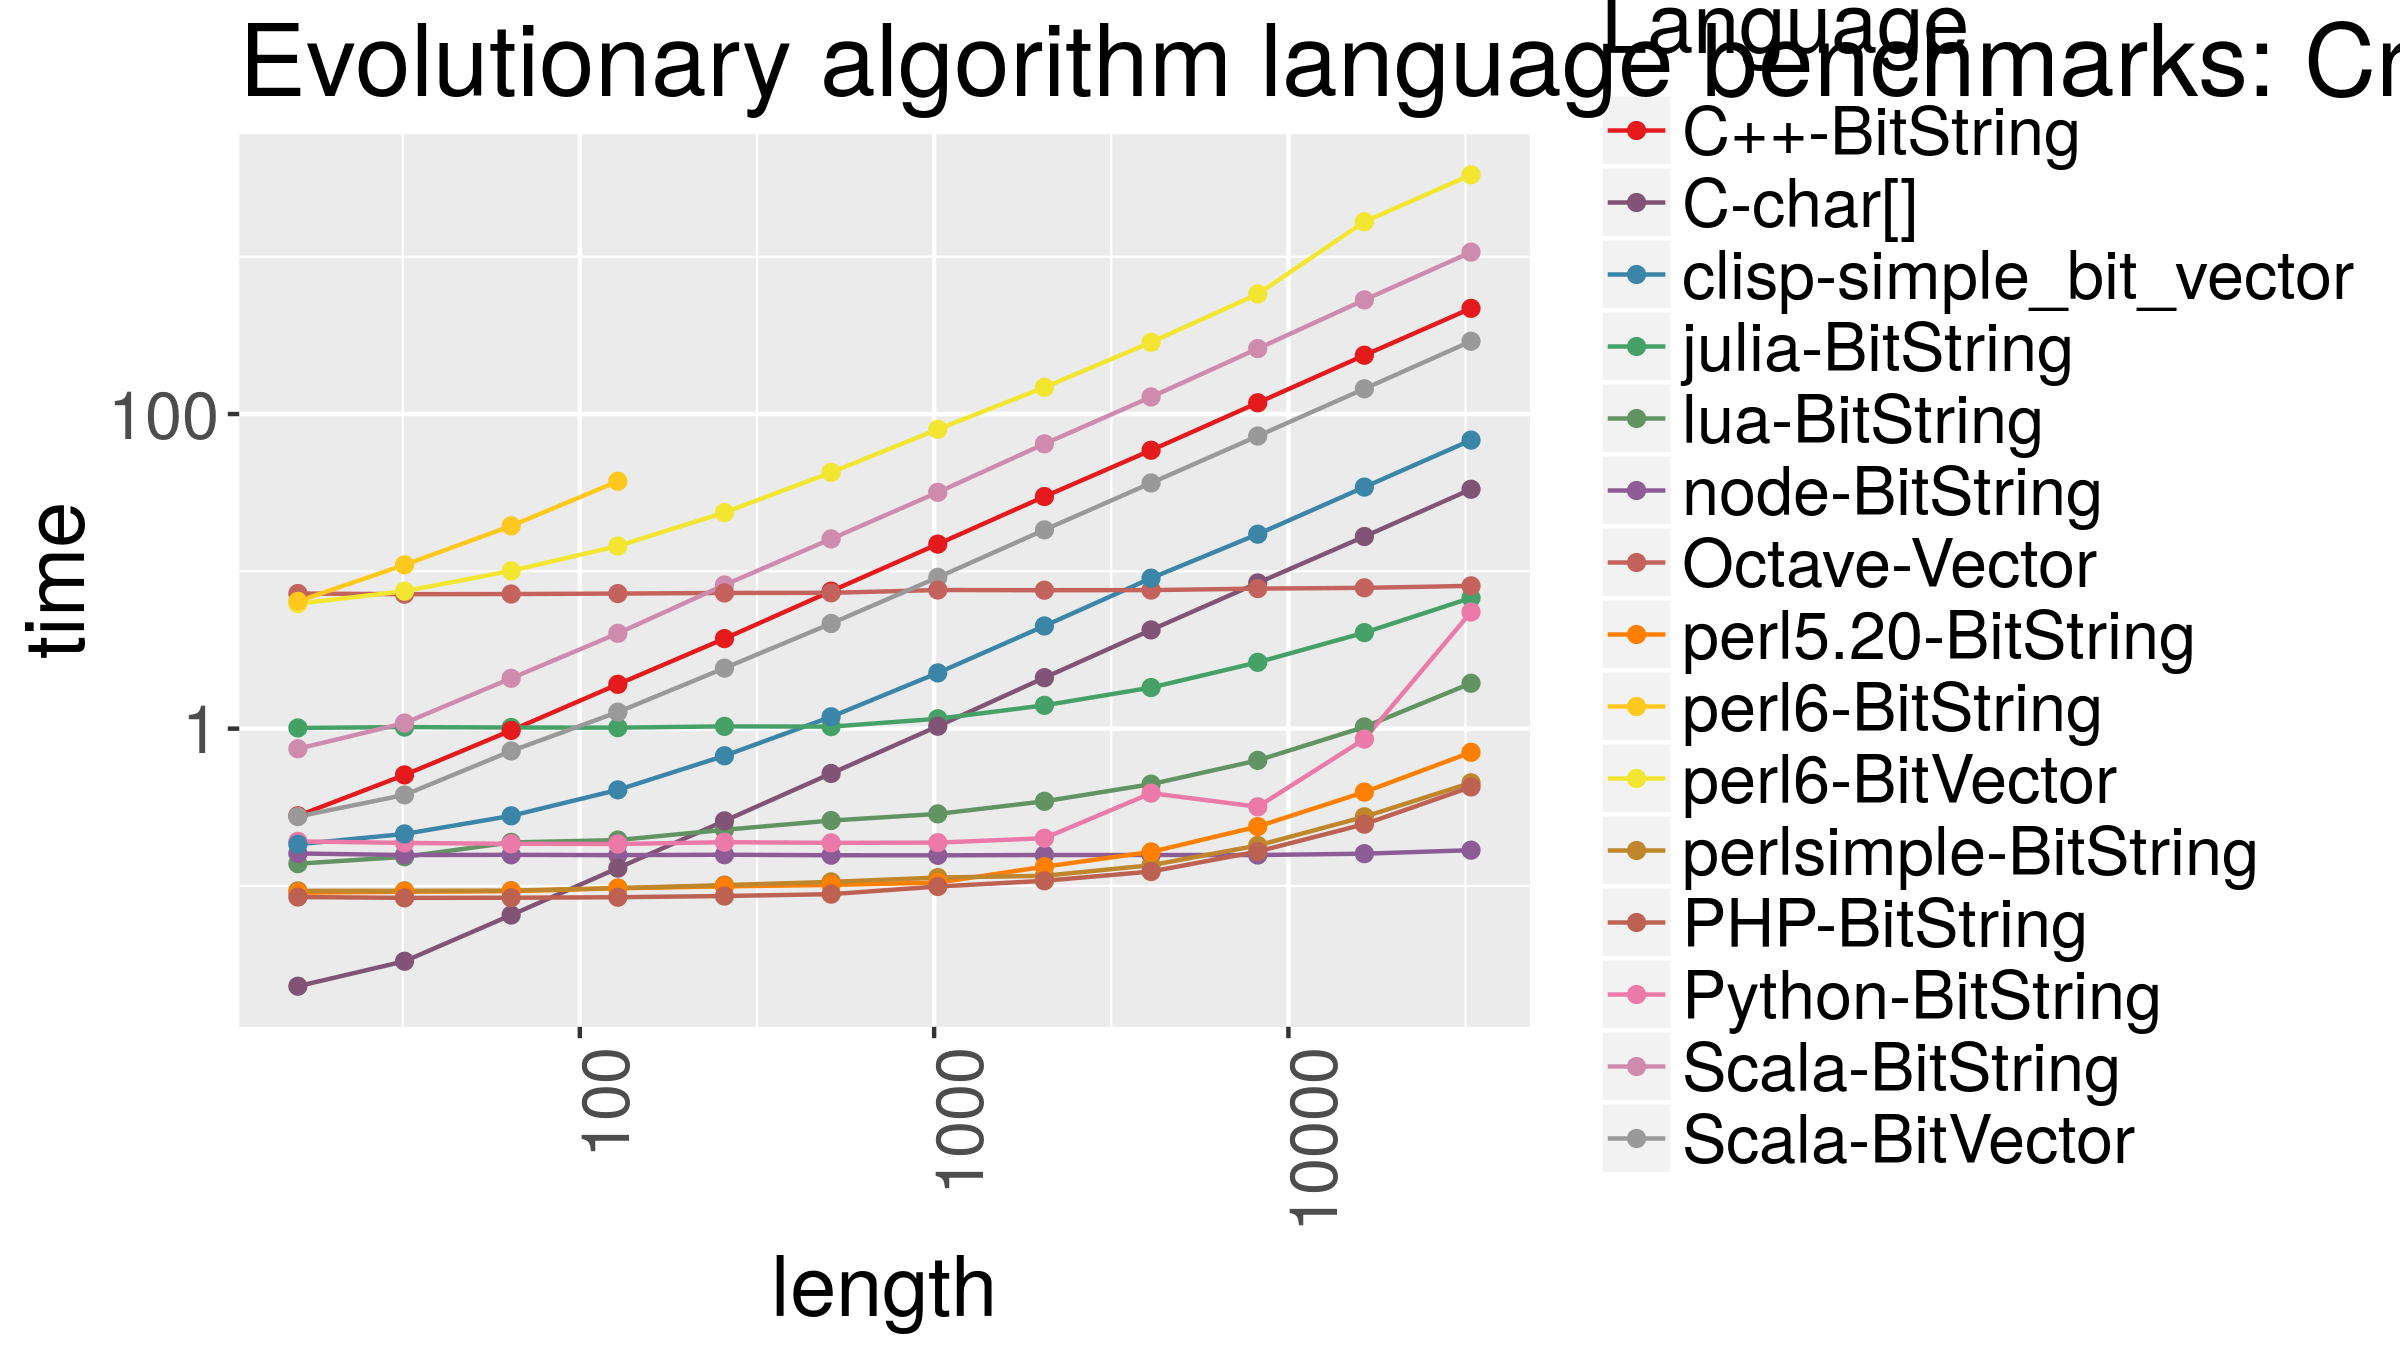 Evolutionary algorithm language benchmarks: Cr
Language
C++-BitString
C-char[]
clisp-simple_bit_vector
julia-BitString
lua-BitString
node-BitString
Octave-Vector
perl5.20-BitString
perl6-BitString
perl6-BitVector
perlsimple-BitString
PHP-BitString
Python-BitString
Scala-BitString
Scala-BitVector
time
100
1
100
1000
10000
length